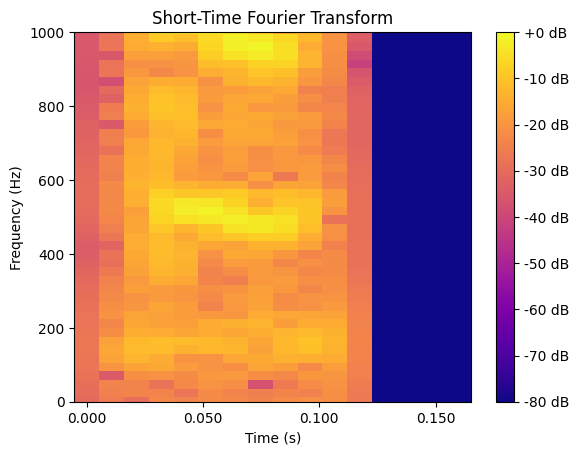 Short-Time Fourier Transform
1000
800
600
400
200
0
Frequency (Hz)
0.000
0.050
0.100
0.150
Time (s)
+0 dB
-10 dB
-20 dB
-30 dB
-40 dB
-50 dB
-60 dB
-70 dB
-80 dB